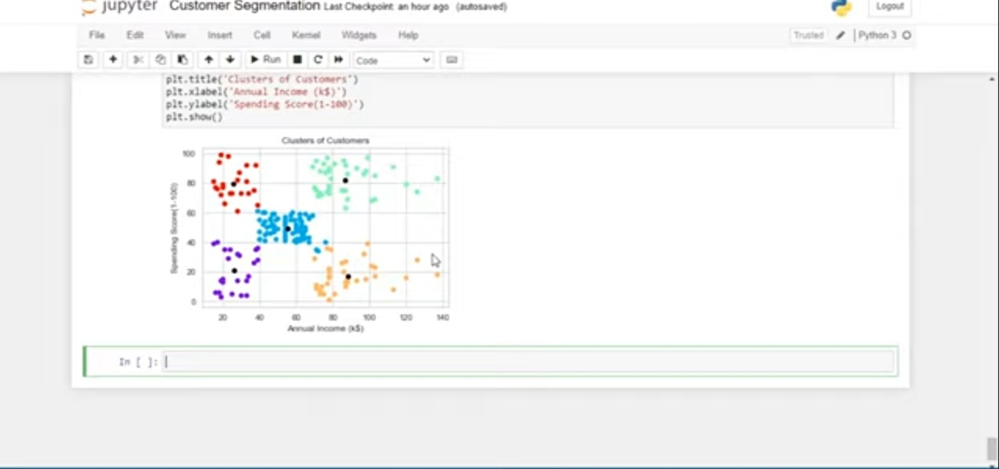 jupyter Customer Segmentation Last Checkpoint: an hour ago (autosaved) Logout
File Edit View Insert Cell Kernel Widgets Help Trusted Python 3
Run Code
plt.title('Clusters of Customers')
plt.xlabel('Annual Income (k$)')
plt.ylabel('Spending Score(1-100)')
plt.show()
Clusters of Customers
100
80
60
40
20
0
Spending Score(1-100)
20 40 60 80 100 120 140
Annual Income (k$)
In [ ]: